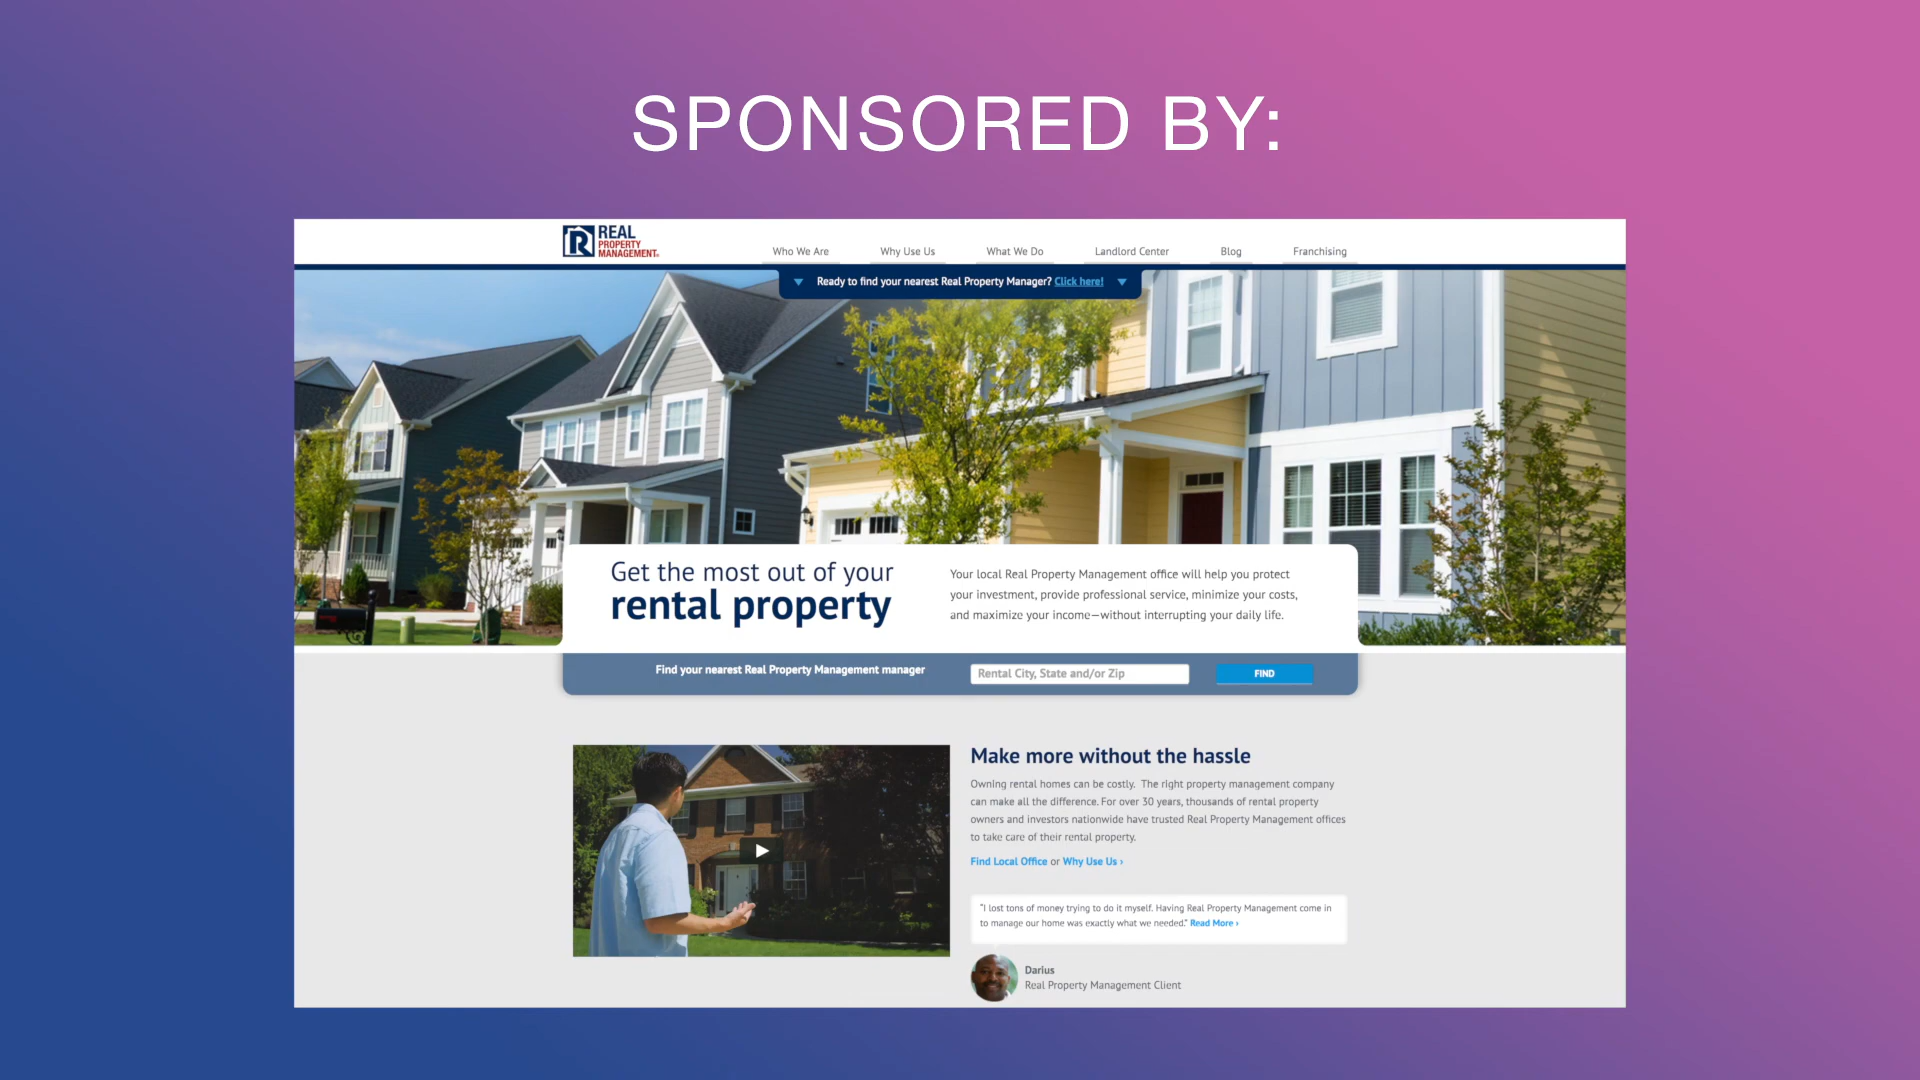 SPONSORED BY:
REAL
PROPERTY
MANAGEMENT®
Who We Are
Why Use Us
What We Do
Landlord Center
Blog
Franchising
Ready to find your nearest Real Property Manager? Click here!
Get the most out of your
rental property
Your local Real Property Management office will help you protect
your investment, provide professional service, minimize your costs,
and maximize your income—without interrupting your daily life.
Find your nearest Real Property Management manager
Rental City, State and/or Zip
FIND
Make more without the hassle
Owning rental homes can be costly. The right property management company
can make all the difference. For over 30 years, thousands of rental property
owners and investors nationwide have trusted Real Property Management offices
to take care of their rental property.
Find Local Office or Why Use Us ›
"I lost tons of money trying to do it myself. Having Real Property Management come in
to manage our home was exactly what we needed." Read More ›
Darius
Real Property Management Client